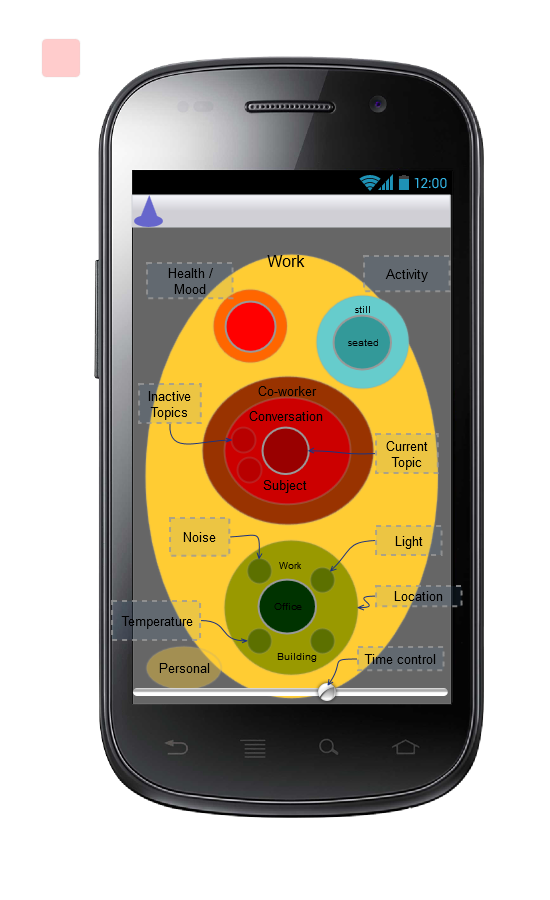 12:00
Work
Health /
Mood
Activity
still
seated
Inactive
Topics
Co-worker
Conversation
Current
Topic
Subject
Noise
Light
Work
Location
Office
Temperature
Building
Time control
Personal